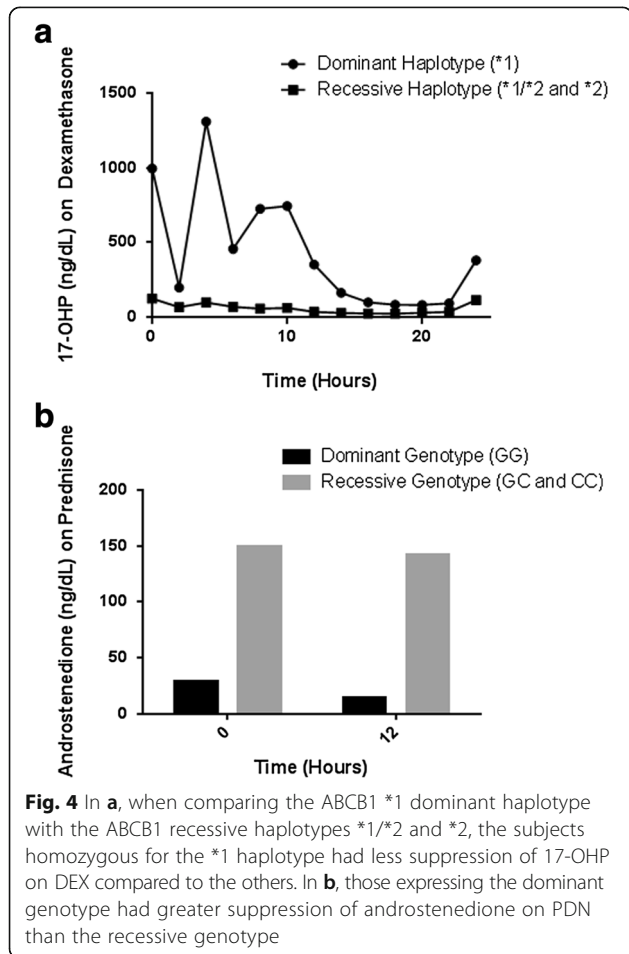 a
Dominant Haplotype (*1)
Recessive Haplotype (*1/*2 and *2)
17-OHP (ng/dL) on Dexamethasone
1500
1000
500
0
0
10
20
Time (Hours)
b
Dominant Genotype (GG)
Recessive Genotype (GC and CC)
Androstenedione (ng/dL) on Prednisone
200
150
100
50
0
0
12
Time (Hours)
Fig. 4 In a, when comparing the ABCB1 *1 dominant haplotype
with the ABCB1 recessive haplotypes *1/*2 and *2, the subjects
homozygous for the *1 haplotype had less suppression of 17-OHP
on DEX compared to the others. In b, those expressing the dominant
genotype had greater suppression of androstenedione on PDN
than the recessive genotype